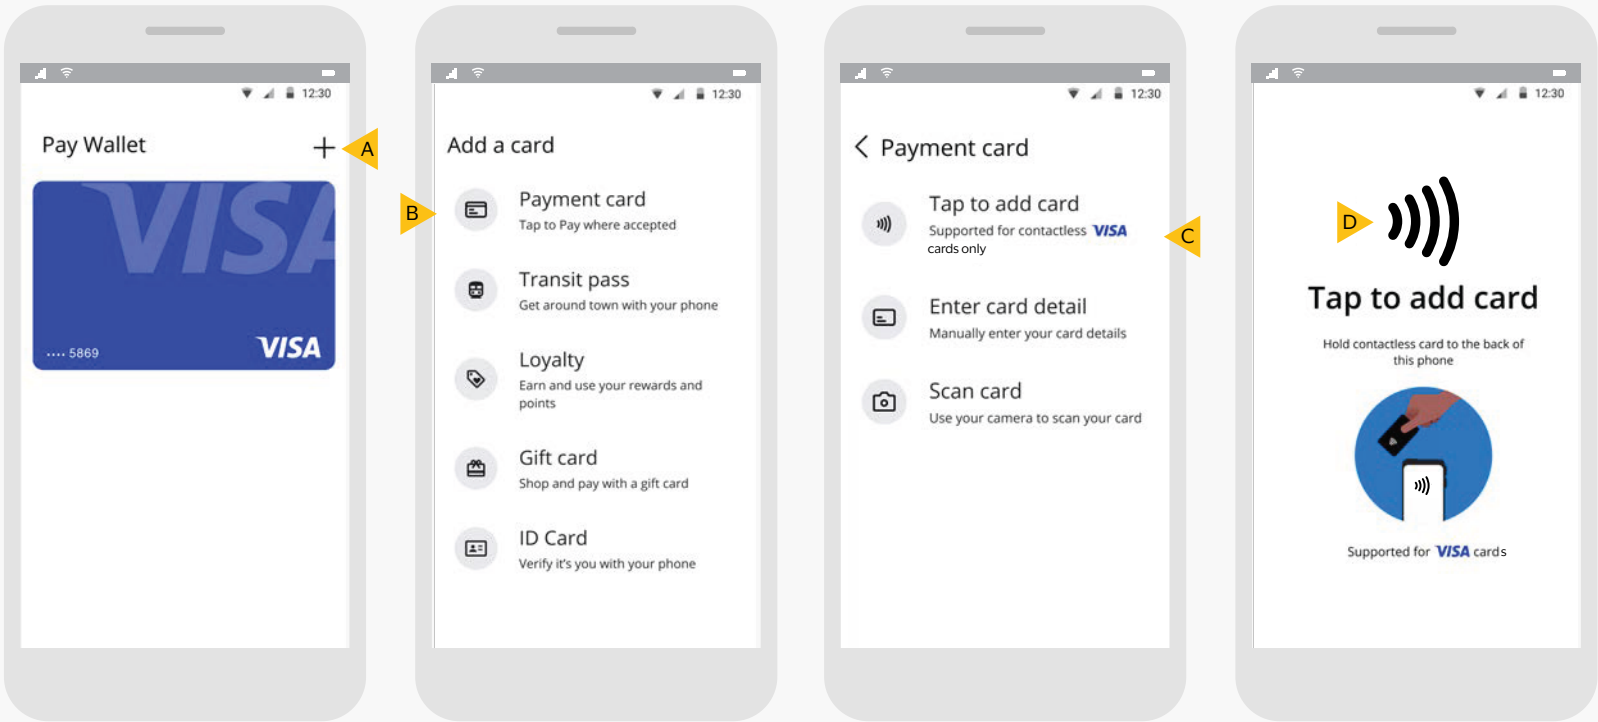 12:30
Pay Wallet
A
VISA
.... 5869
VISA
12:30
Add a card
B
Payment card
Tap to Pay where accepted
Transit pass
Get around town with your phone
Loyalty
Earn and use your rewards and
points
Gift card
Shop and pay with a gift card
ID Card
Verify it's you with your phone
12:30
Payment card
Tap to add card
Supported for contactless VISA
cards only
C
Enter card detail
Manually enter your card details
Scan card
Use your camera to scan your card
12:30
D
Tap to add card
Hold contactless card to the back of
this phone
Supported for VISA cards